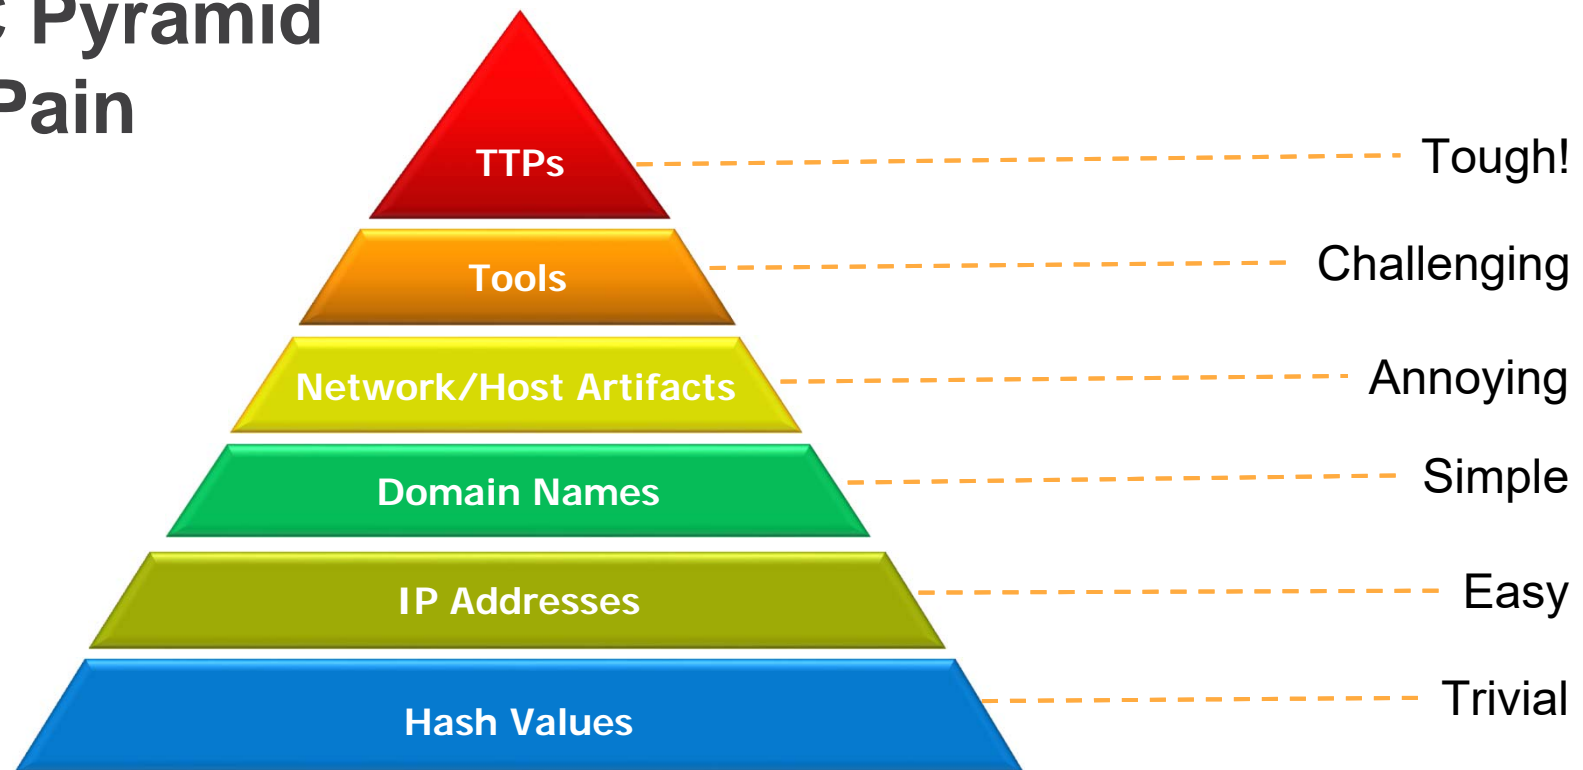 C Pyramid
Pain
TTPs
Tough!
Tools
Challenging
Network/Host Artifacts
Annoying
Domain Names
Simple
IP Addresses
Easy
Hash Values
Trivial